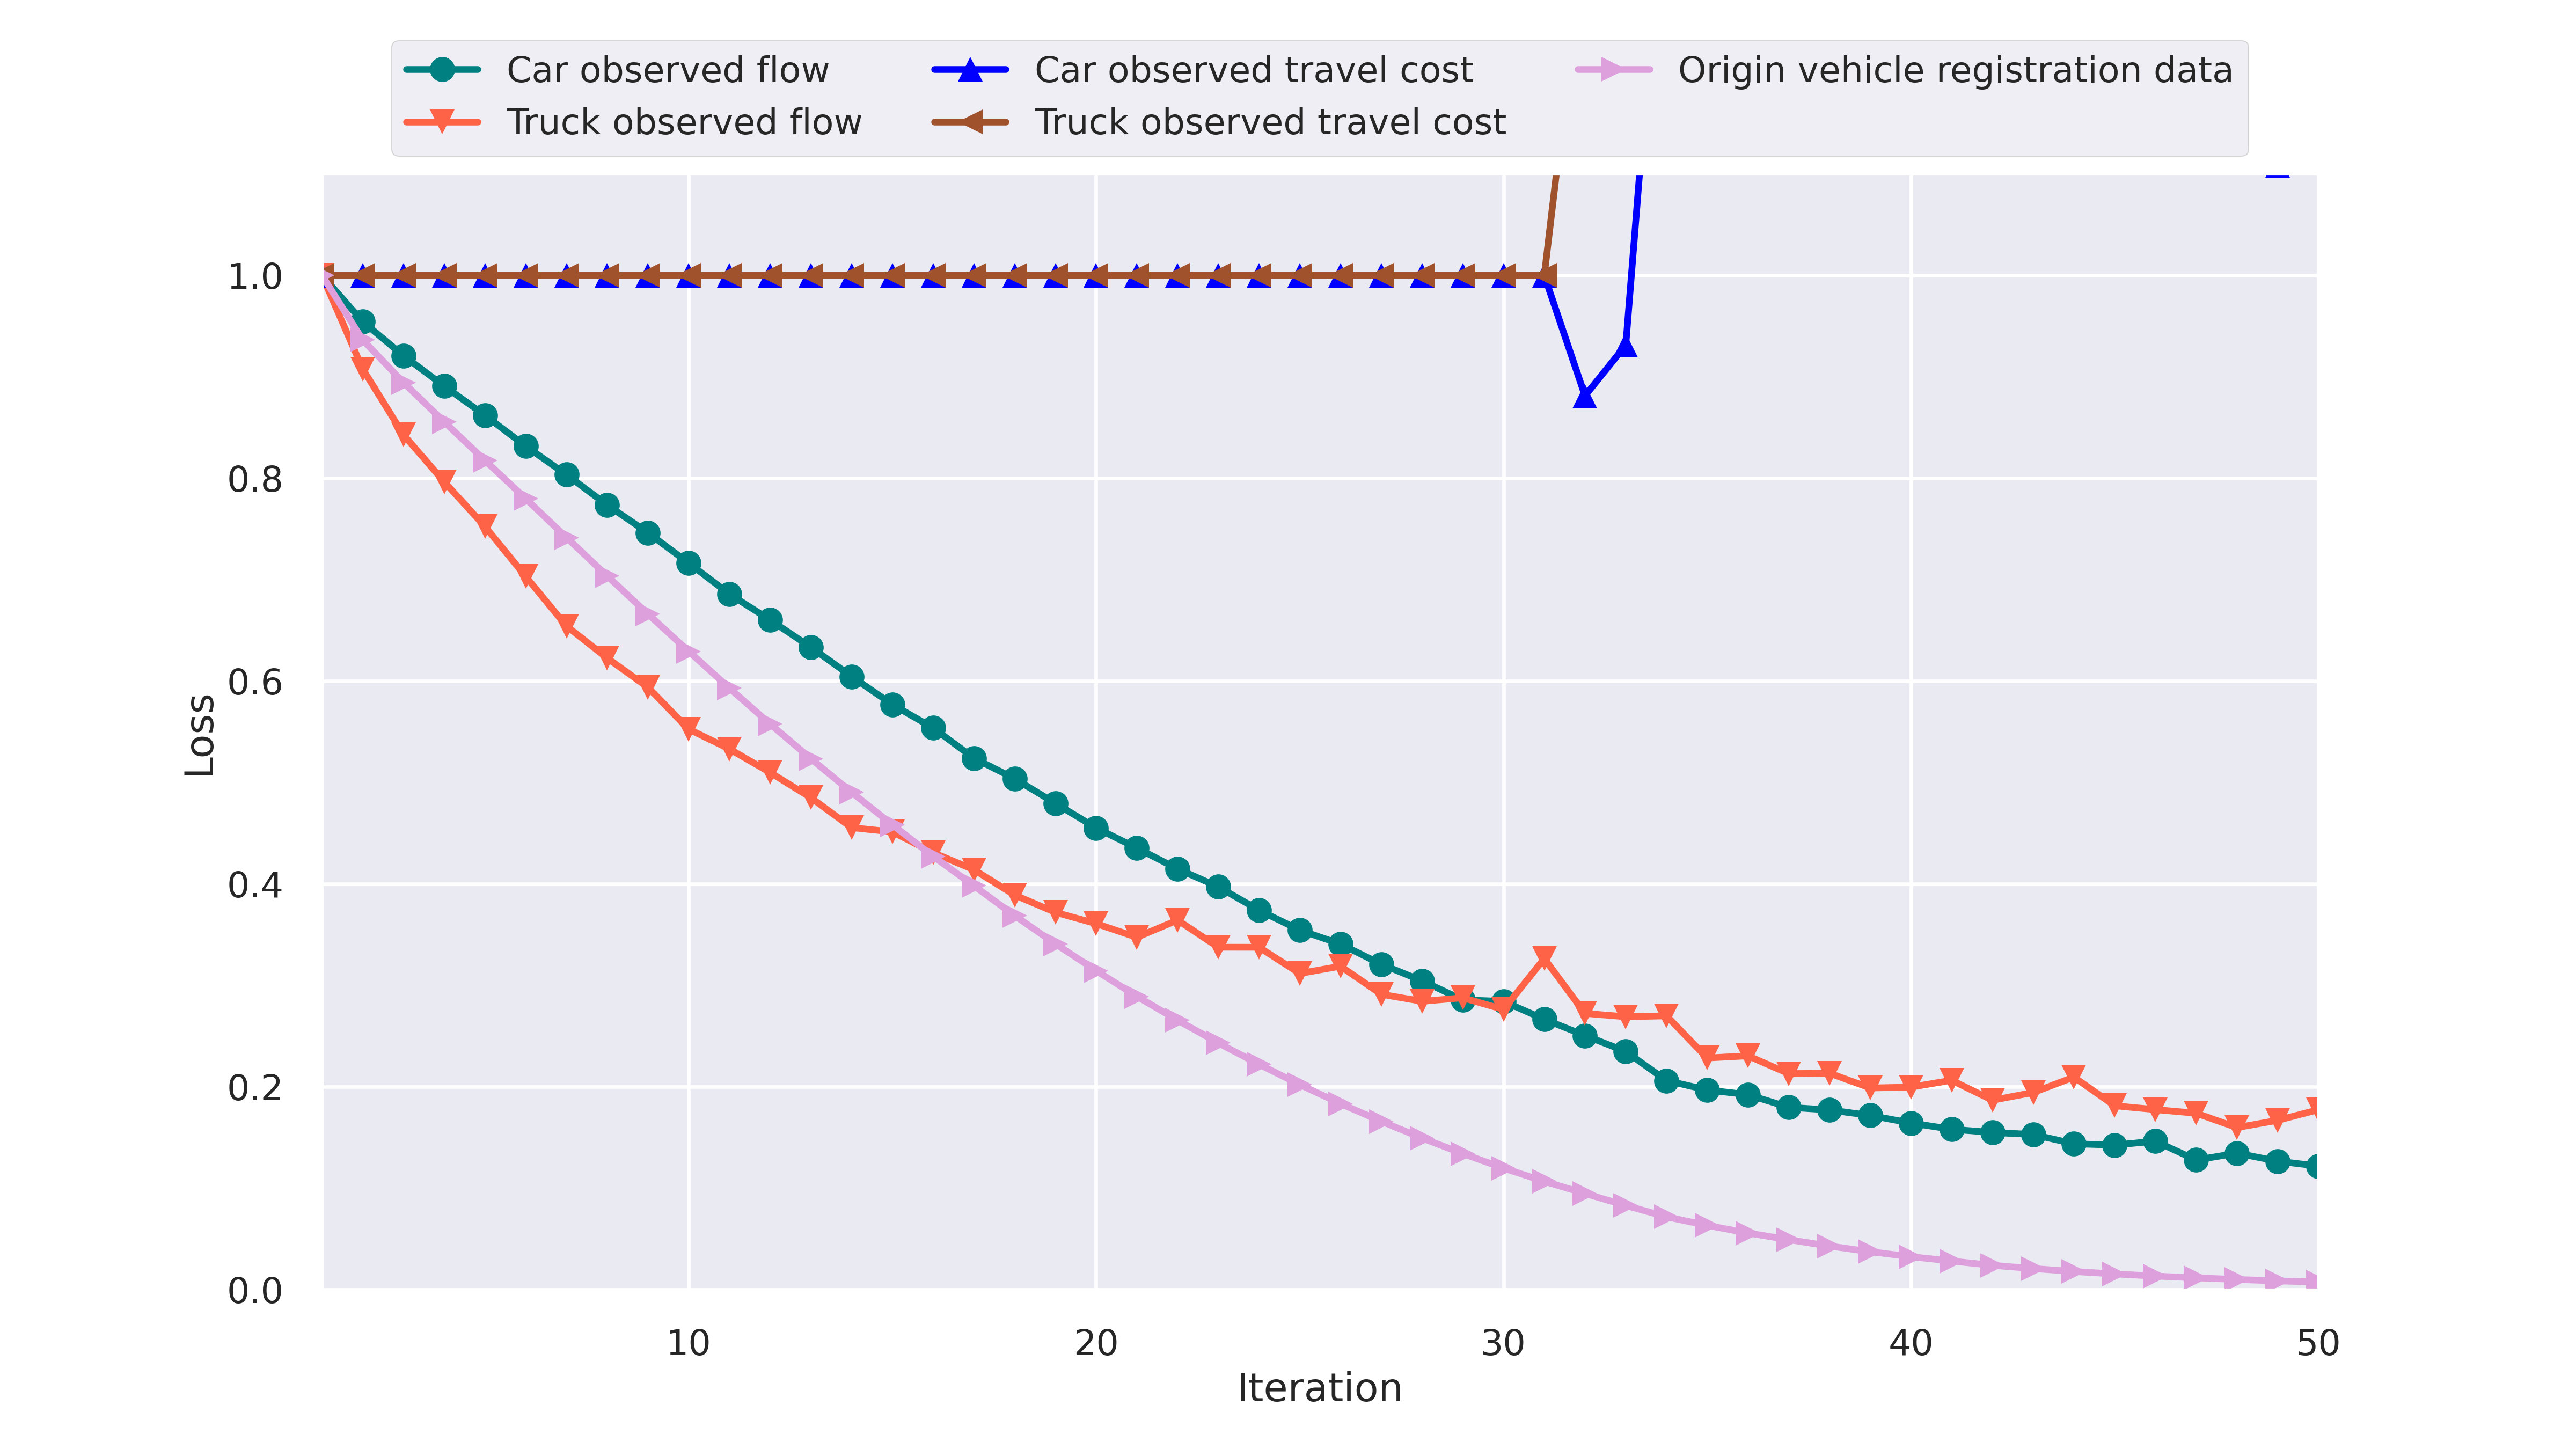 Car observed flow
Truck observed flow
Car observed travel cost
Truck observed travel cost
Origin vehicle registration data
1.0
0.8
0.6
0.4
0.2
0.0
Loss
10 20 30 40 50
Iteration